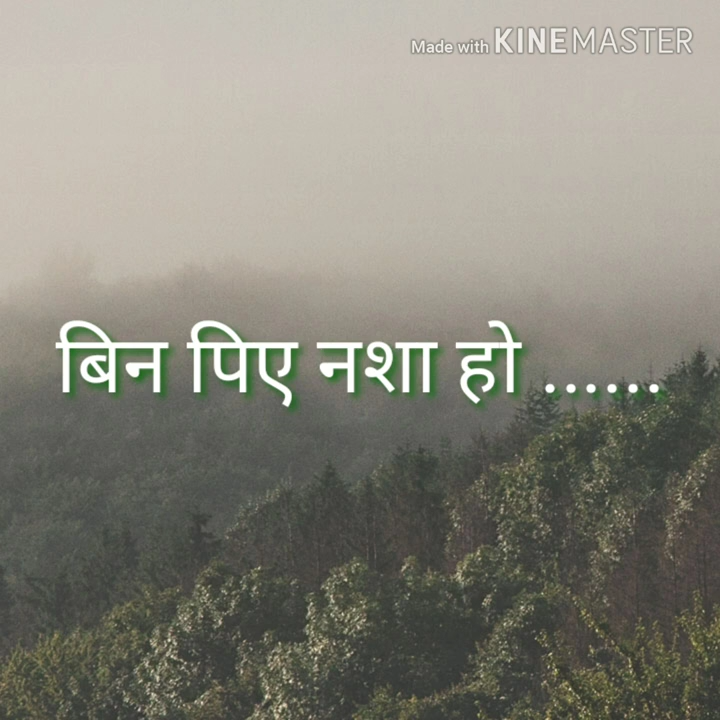 Made with KINEMASTER
बिन पिए नशा हो ......